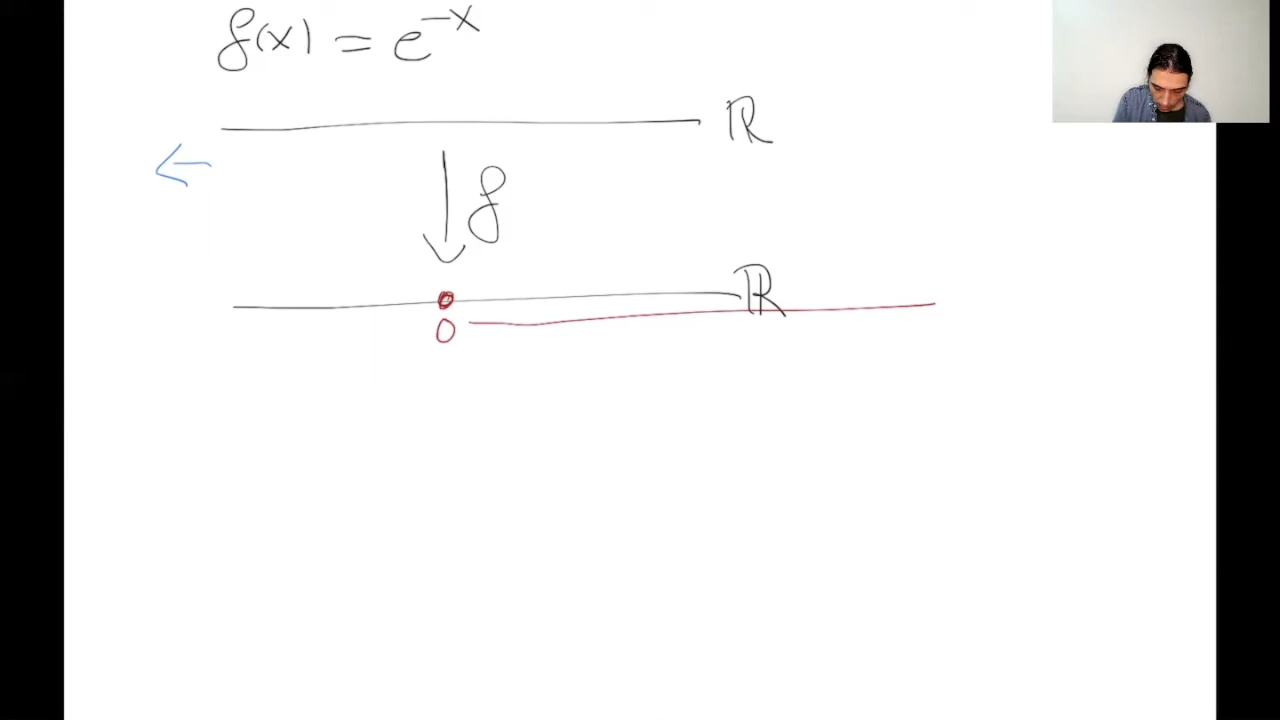 f(x) = e^{-x}
ℝ
f
ℝ
0